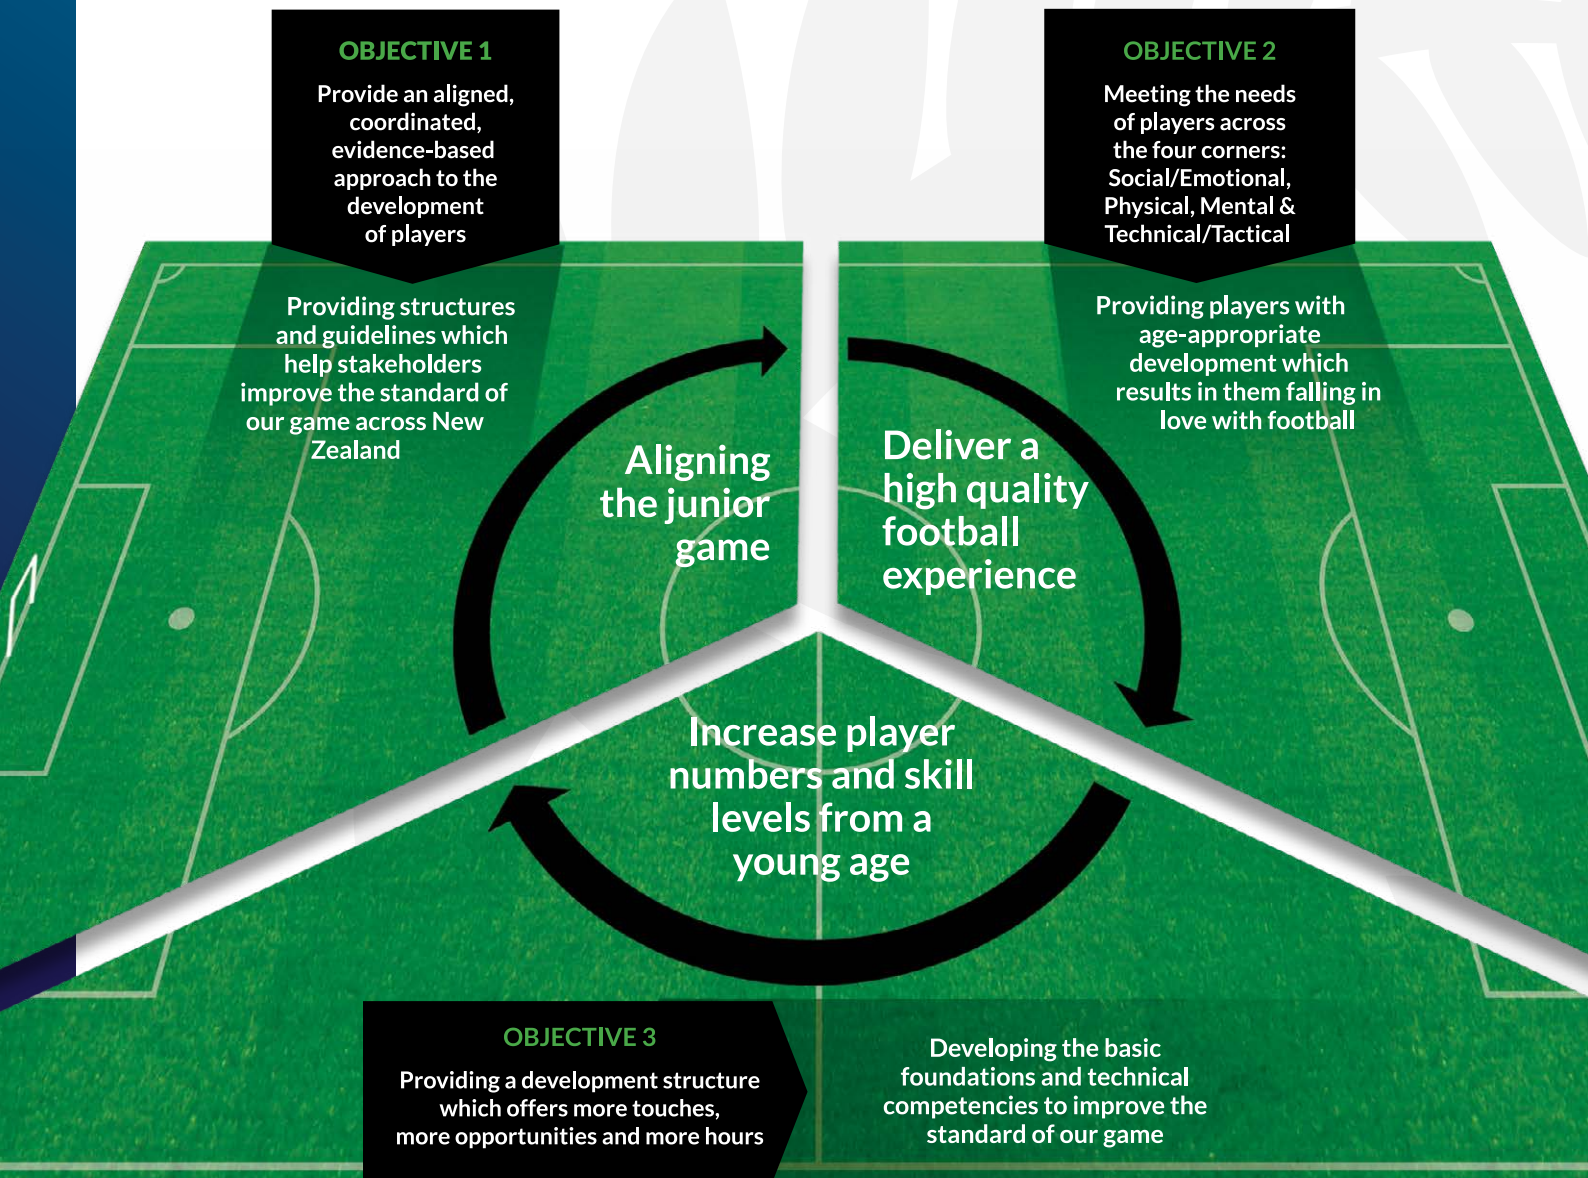 OBJECTIVE 1
Provide an aligned,
coordinated,
evidence-based
approach to the
development
of players
Providing structures
and guidelines which
help stakeholders
improve the standard of
our game across New
Zealand
Aligning
the junior
game
OBJECTIVE 2
Meeting the needs
of players across
the four corners:
Social/Emotional,
Physical, Mental &
Technical/Tactical
Providing players with
age-appropriate
development which
results in them falling in
love with football
Deliver a
high quality
football
experience
Increase player
numbers and skill
levels from a
young age
OBJECTIVE 3
Providing a development structure
which offers more touches,
more opportunities and more hours
Developing the basic
foundations and technical
competencies to improve the
standard of our game